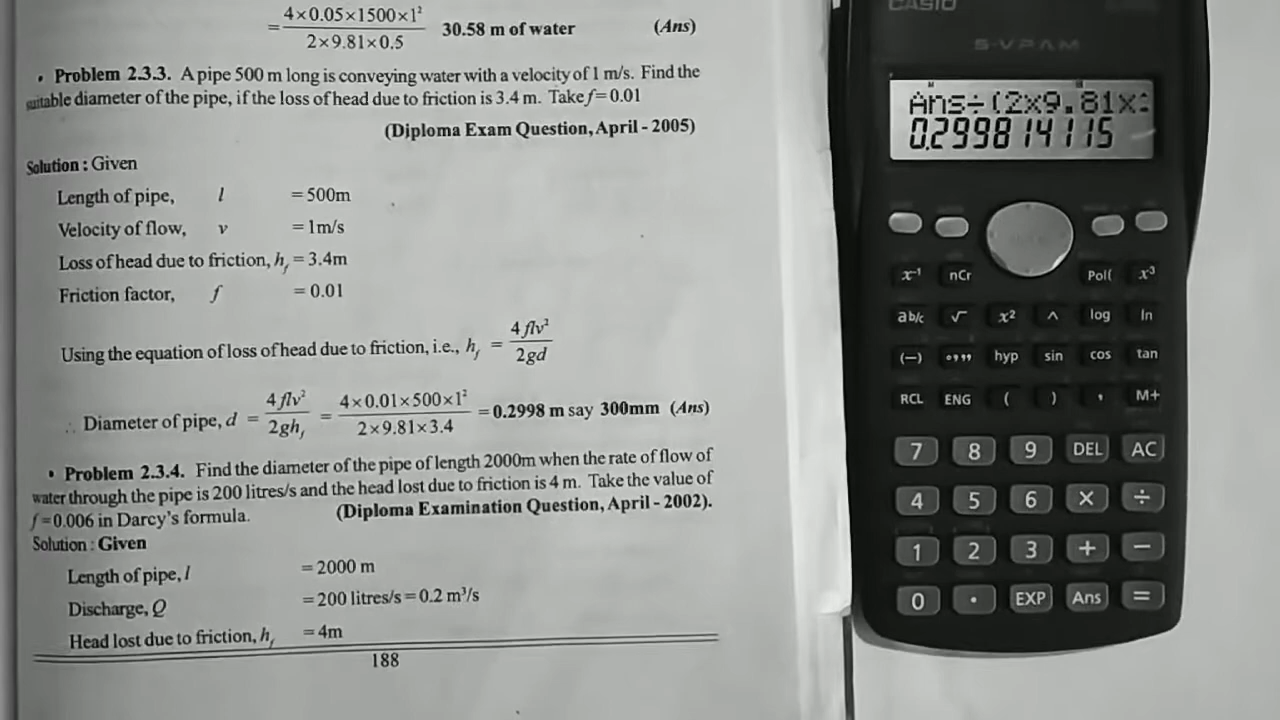 = 4×0.05×1500×1² / 2×9.81×0.5 30.58 m of water (Ans)
• Problem 2.3.3. A pipe 500 m long is conveying water with a velocity of 1 m/s. Find the
suitable diameter of the pipe, if the loss of head due to friction is 3.4 m. Take f=0.01
(Diploma Exam Question, April - 2005)
Solution : Given
Length of pipe, l = 500m
Velocity of flow, v = 1m/s
Loss of head due to friction, h_f = 3.4m
Friction factor, f = 0.01
Using the equation of loss of head due to friction, i.e., h_f = 4 flv² / 2gd
∴ Diameter of pipe, d = 4 flv² / 2gh_f = 4×0.01×500×1² / 2×9.81×3.4 = 0.2998 m say 300mm (Ans)
• Problem 2.3.4. Find the diameter of the pipe of length 2000m when the rate of flow of
water through the pipe is 200 litres/s and the head lost due to friction is 4 m. Take the value of
f=0.006 in Darcy's formula. (Diploma Examination Question, April - 2002).
Solution : Given
Length of pipe, l = 2000 m
Discharge, Q = 200 litres/s = 0.2 m³/s
Head lost due to friction, h_f = 4m
188
CASIO
S-V.P.A.M.
M
Ans÷(2×9.81×
0.299814115
x⁻¹ nCr Pol( x³
ab/c √ x² ^ log ln
(−) °’” hyp sin cos tan
RCL ENG ( ) , M+
7 8 9 DEL AC
4 5 6 × ÷
1 2 3 + −
0 . EXP Ans =